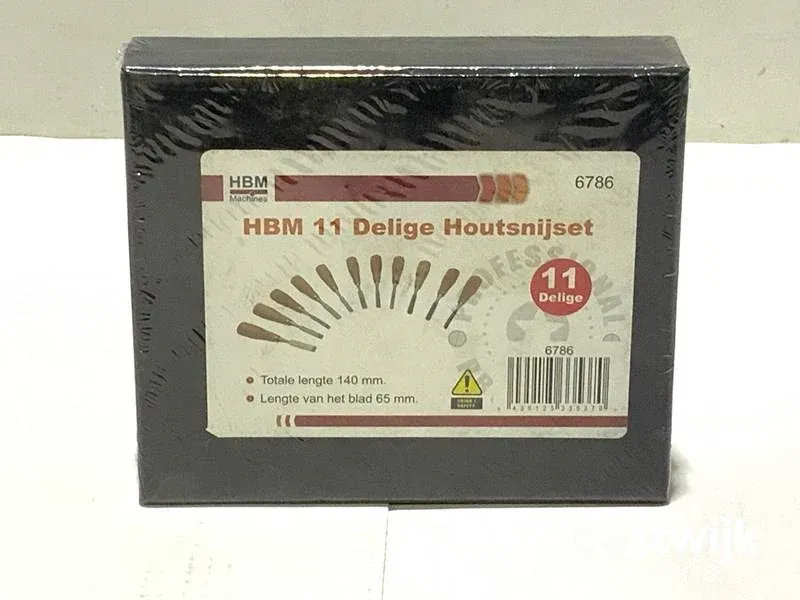 HBM
Machines
6786
HBM 11 Delige Houtsnijset
PROFESSIONAL
11
Delige
6786
Totale lengte 140 mm.
Lengte van het blad 65 mm.